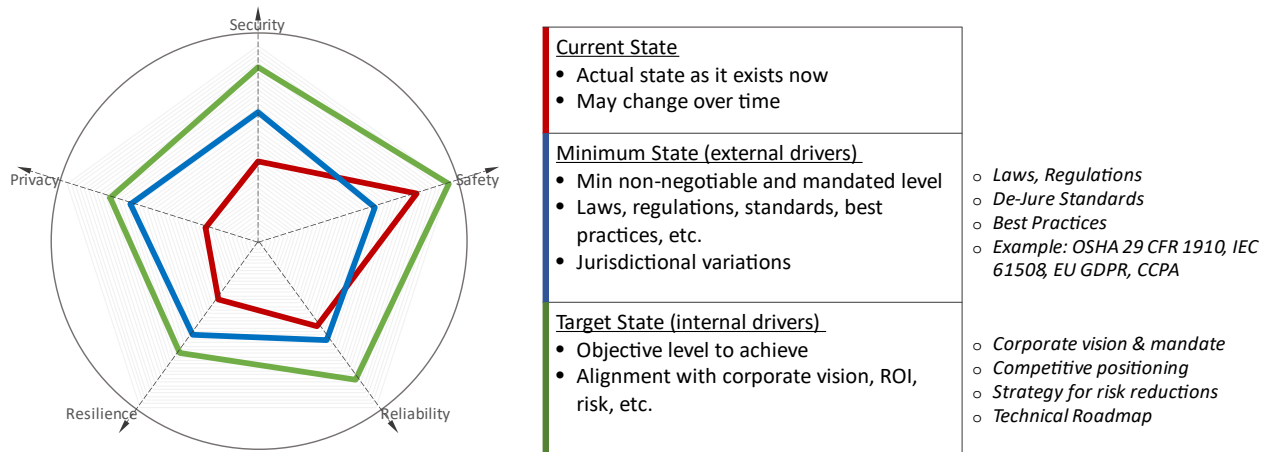 Security
Privacy
Safety
Resilience
Reliability
Current State
• Actual state as it exists now
• May change over time
Minimum State (external drivers)
• Min non-negotiable and mandated level
• Laws, regulations, standards, best
practices, etc.
• Jurisdictional variations
Target State (internal drivers)
• Objective level to achieve
• Alignment with corporate vision, ROI,
risk, etc.
o Laws, Regulations
o De-Jure Standards
o Best Practices
o Example: OSHA 29 CFR 1910, IEC
61508, EU GDPR, CCPA
o Corporate vision & mandate
o Competitive positioning
o Strategy for risk reductions
o Technical Roadmap